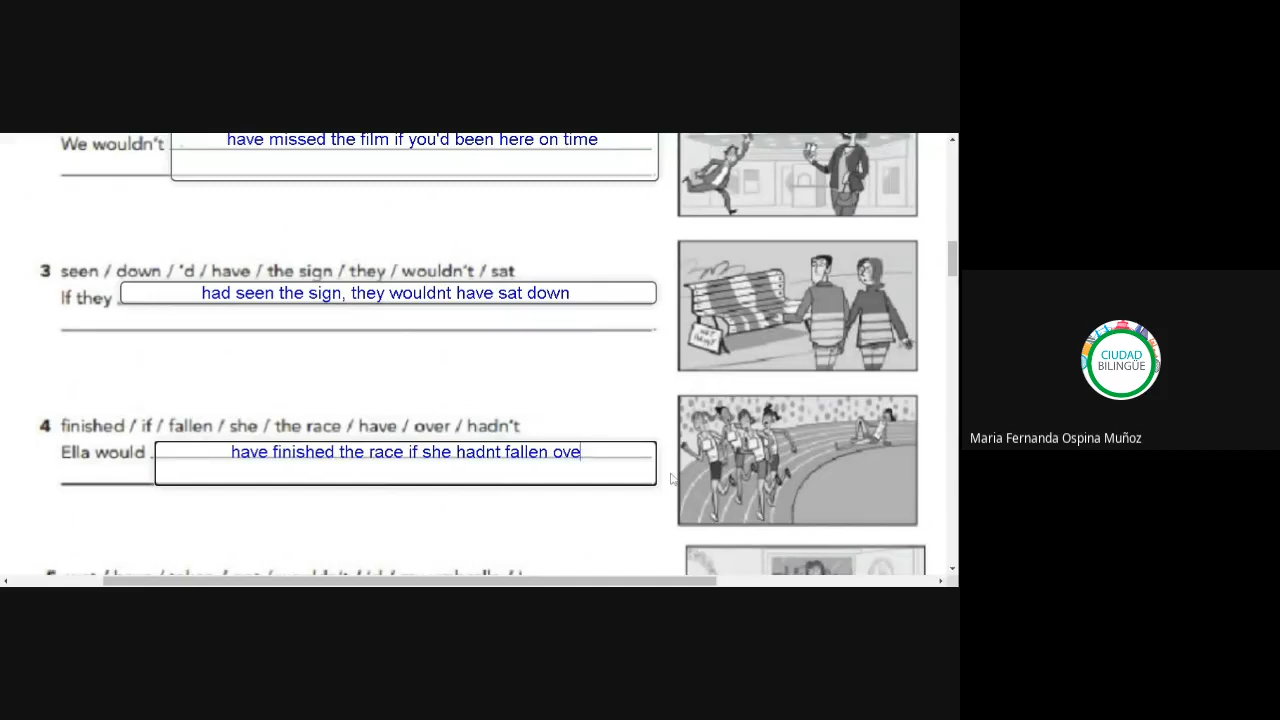 We wouldn't have missed the film if you'd been here on time
3 seen / down / 'd / have / the sign / they / wouldn't / sat
If they had seen the sign, they wouldnt have sat down
WET PAINT
4 finished / if / fallen / she / the race / have / over / hadn't
Ella would have finished the race if she hadnt fallen ove
CIUDAD
BILINGÜE
Maria Fernanda Ospina Muñoz